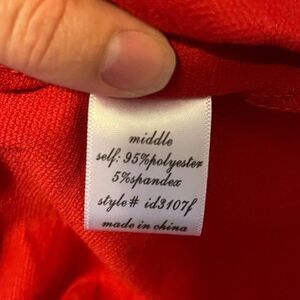 middle
self: 95%polyester
5%spandex
style# id3107f
made in china